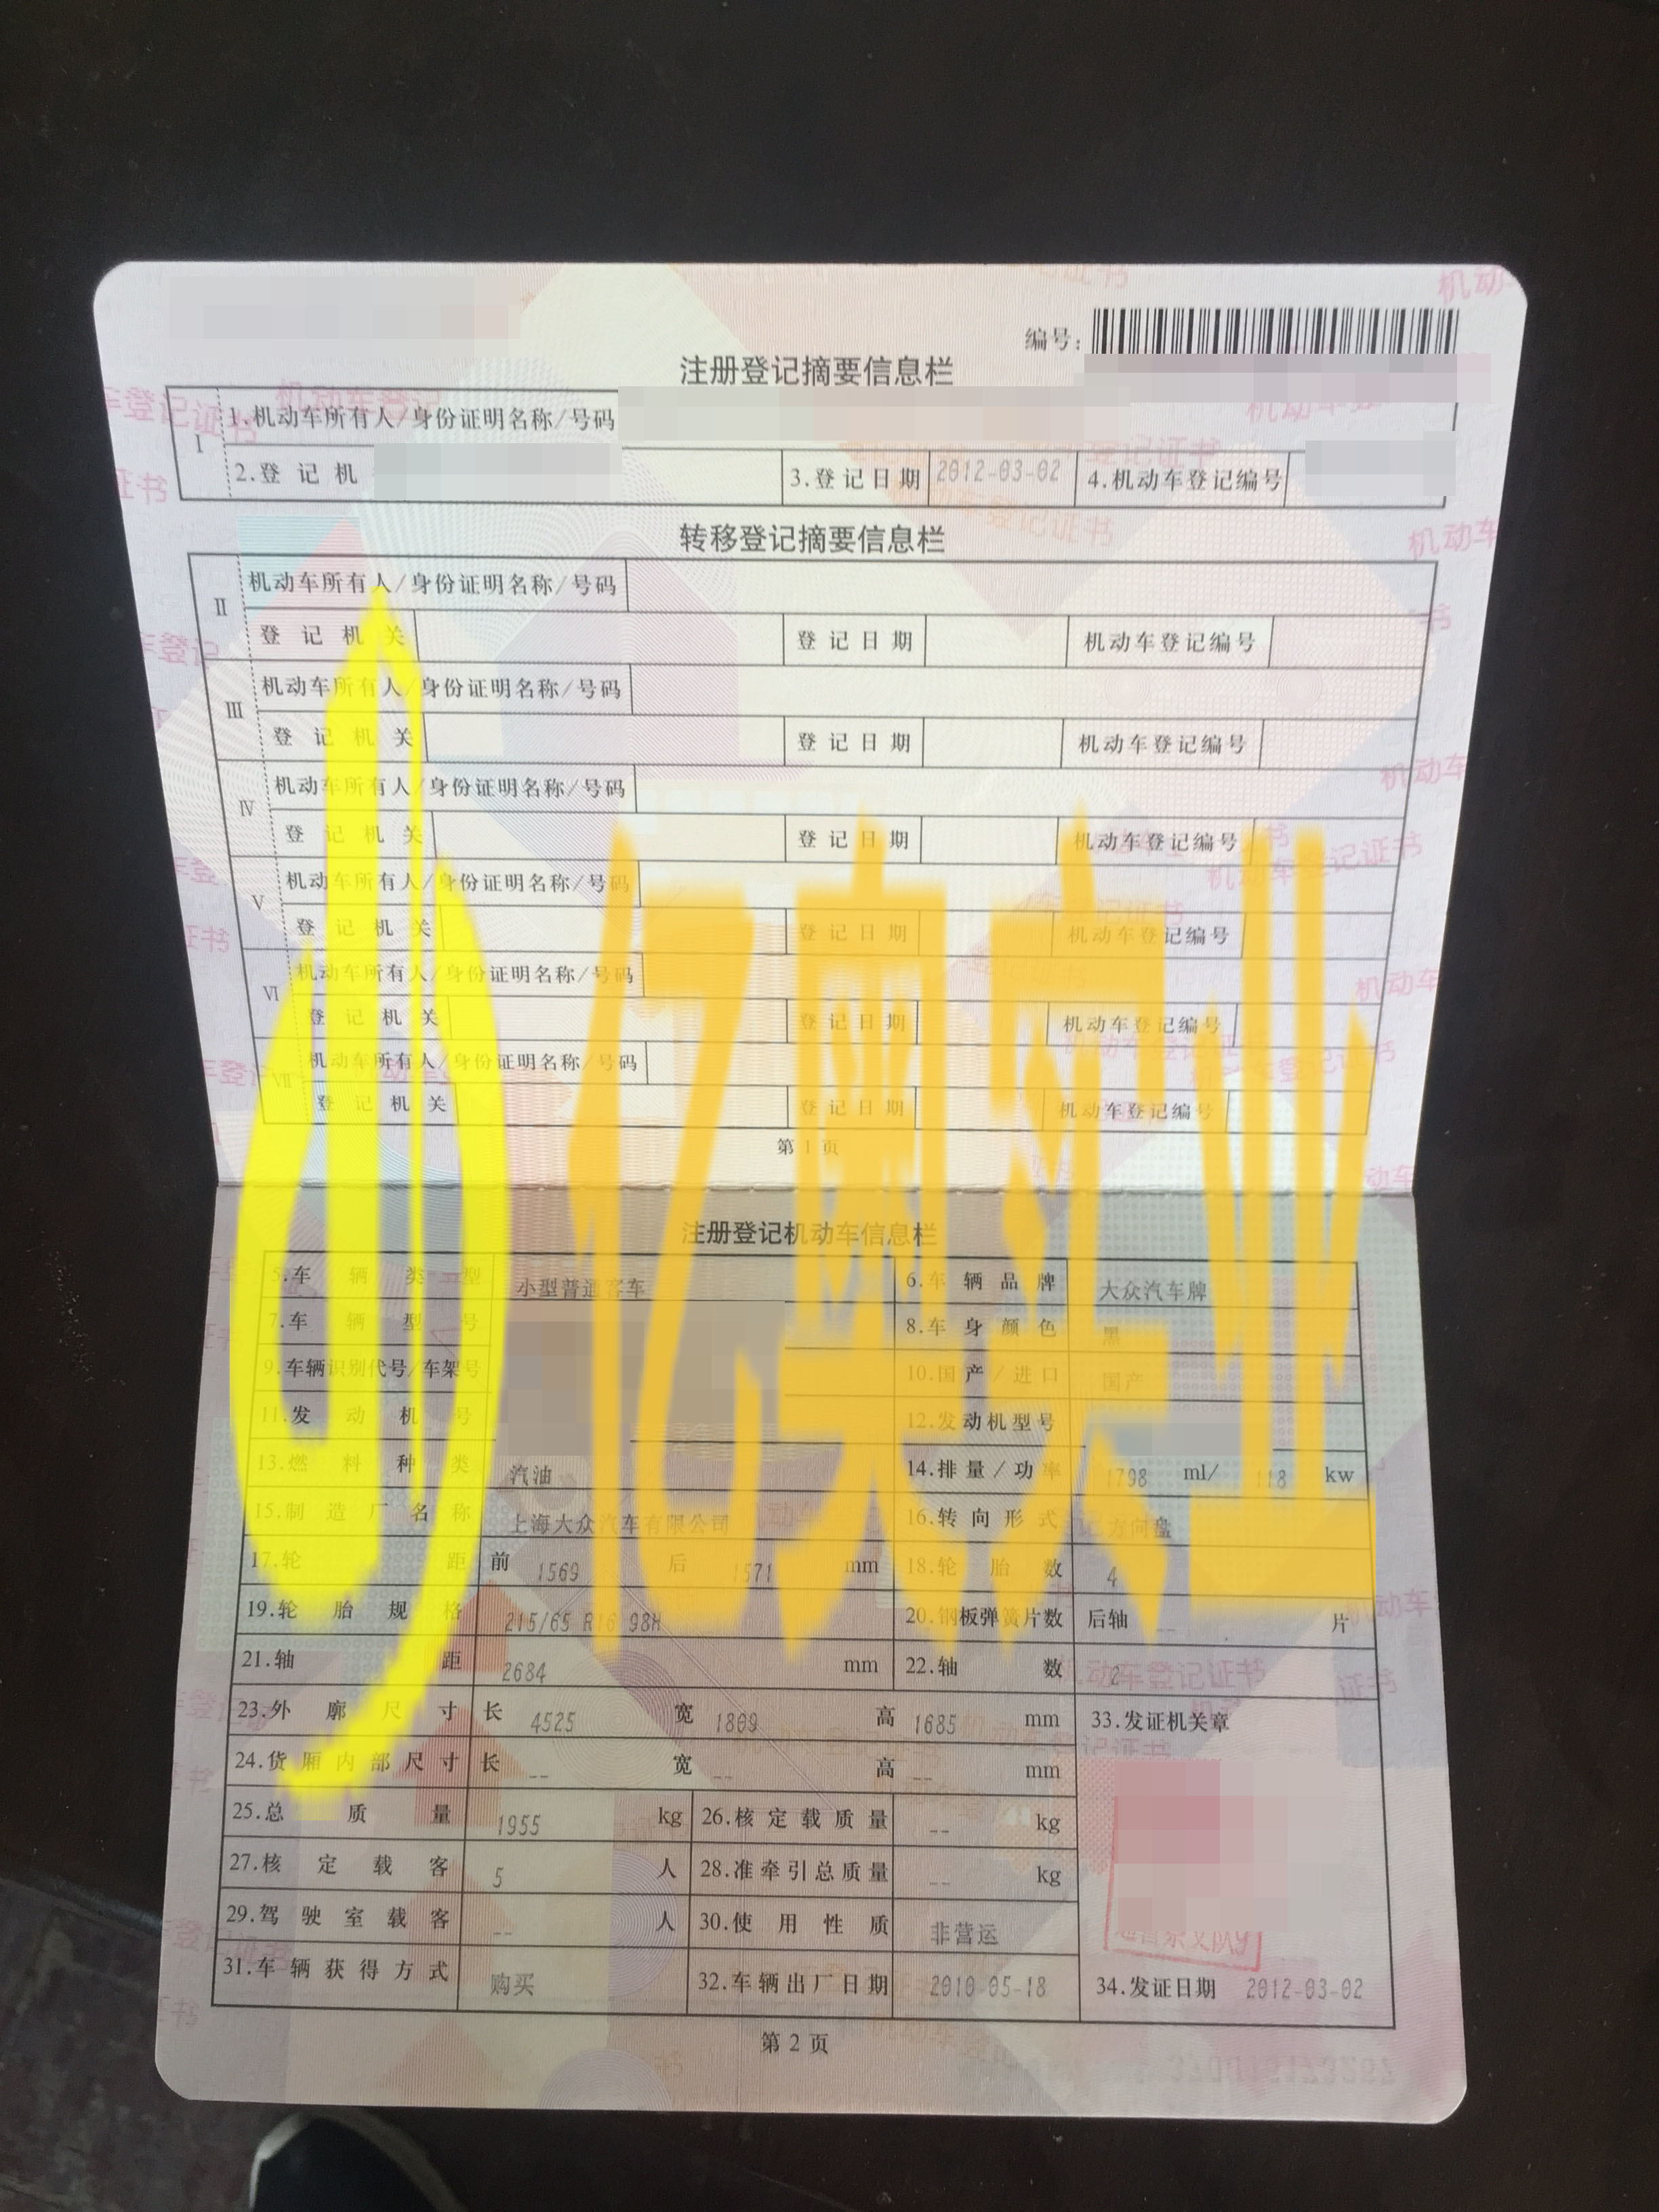 编号：
注册登记摘要信息栏
I 1.机动车所有人/身份证明名称/号码
2.登记机 3.登记日期 2012-03-02 4.机动车登记编号
转移登记摘要信息栏
II 机动车所有人/身份证明名称/号码
登记机关 登记日期 机动车登记编号
III 机动车所有人/身份证明名称/号码
登记机关 登记日期 机动车登记编号
IV 机动车所有人/身份证明名称/号码
登记机关 登记日期 机动车登记编号
V 机动车所有人/身份证明名称/号码
登记机关 登记日期 机动车登记编号
VI 机动车所有人/身份证明名称/号码
登记机关 登记日期 机动车登记编号
VII 机动车所有人/身份证明名称/号码
登记机关 登记日期 机动车登记编号
第 1 页
亿奥实业
注册登记机动车信息栏
5.车辆类型 小型普通客车 6.车辆品牌 大众汽车牌
7.车辆型号 8.车身颜色 黑
9.车辆识别代号/车架号 10.国产/进口 国产
11.发动机号 12.发动机型号
13.燃料种类 汽油 14.排量/功率 1798 ml/ 118 kw
15.制造厂名称 上海大众汽车有限公司 16.转向形式 方向盘
17.轮距 前 1569 后 1571 mm 18.轮胎数 4
19.轮胎规格 215/65 R16 98H 20.钢板弹簧片数 后轴 片
21.轴距 2684 mm 22.轴数 2
23.外廓尺寸 长 4525 宽 1809 高 1685 mm 33.发证机关章
24.货厢内部尺寸 长 -- 宽 -- 高 -- mm
25.总质量 1955 kg 26.核定载质量 -- kg
27.核定载客 5 人 28.准牵引总质量 -- kg
29.驾驶室载客 -- 人 30.使用性质 非营运
31.车辆获得方式 购买 32.车辆出厂日期 2010-05-18 34.发证日期 2012-03-02
第 2 页